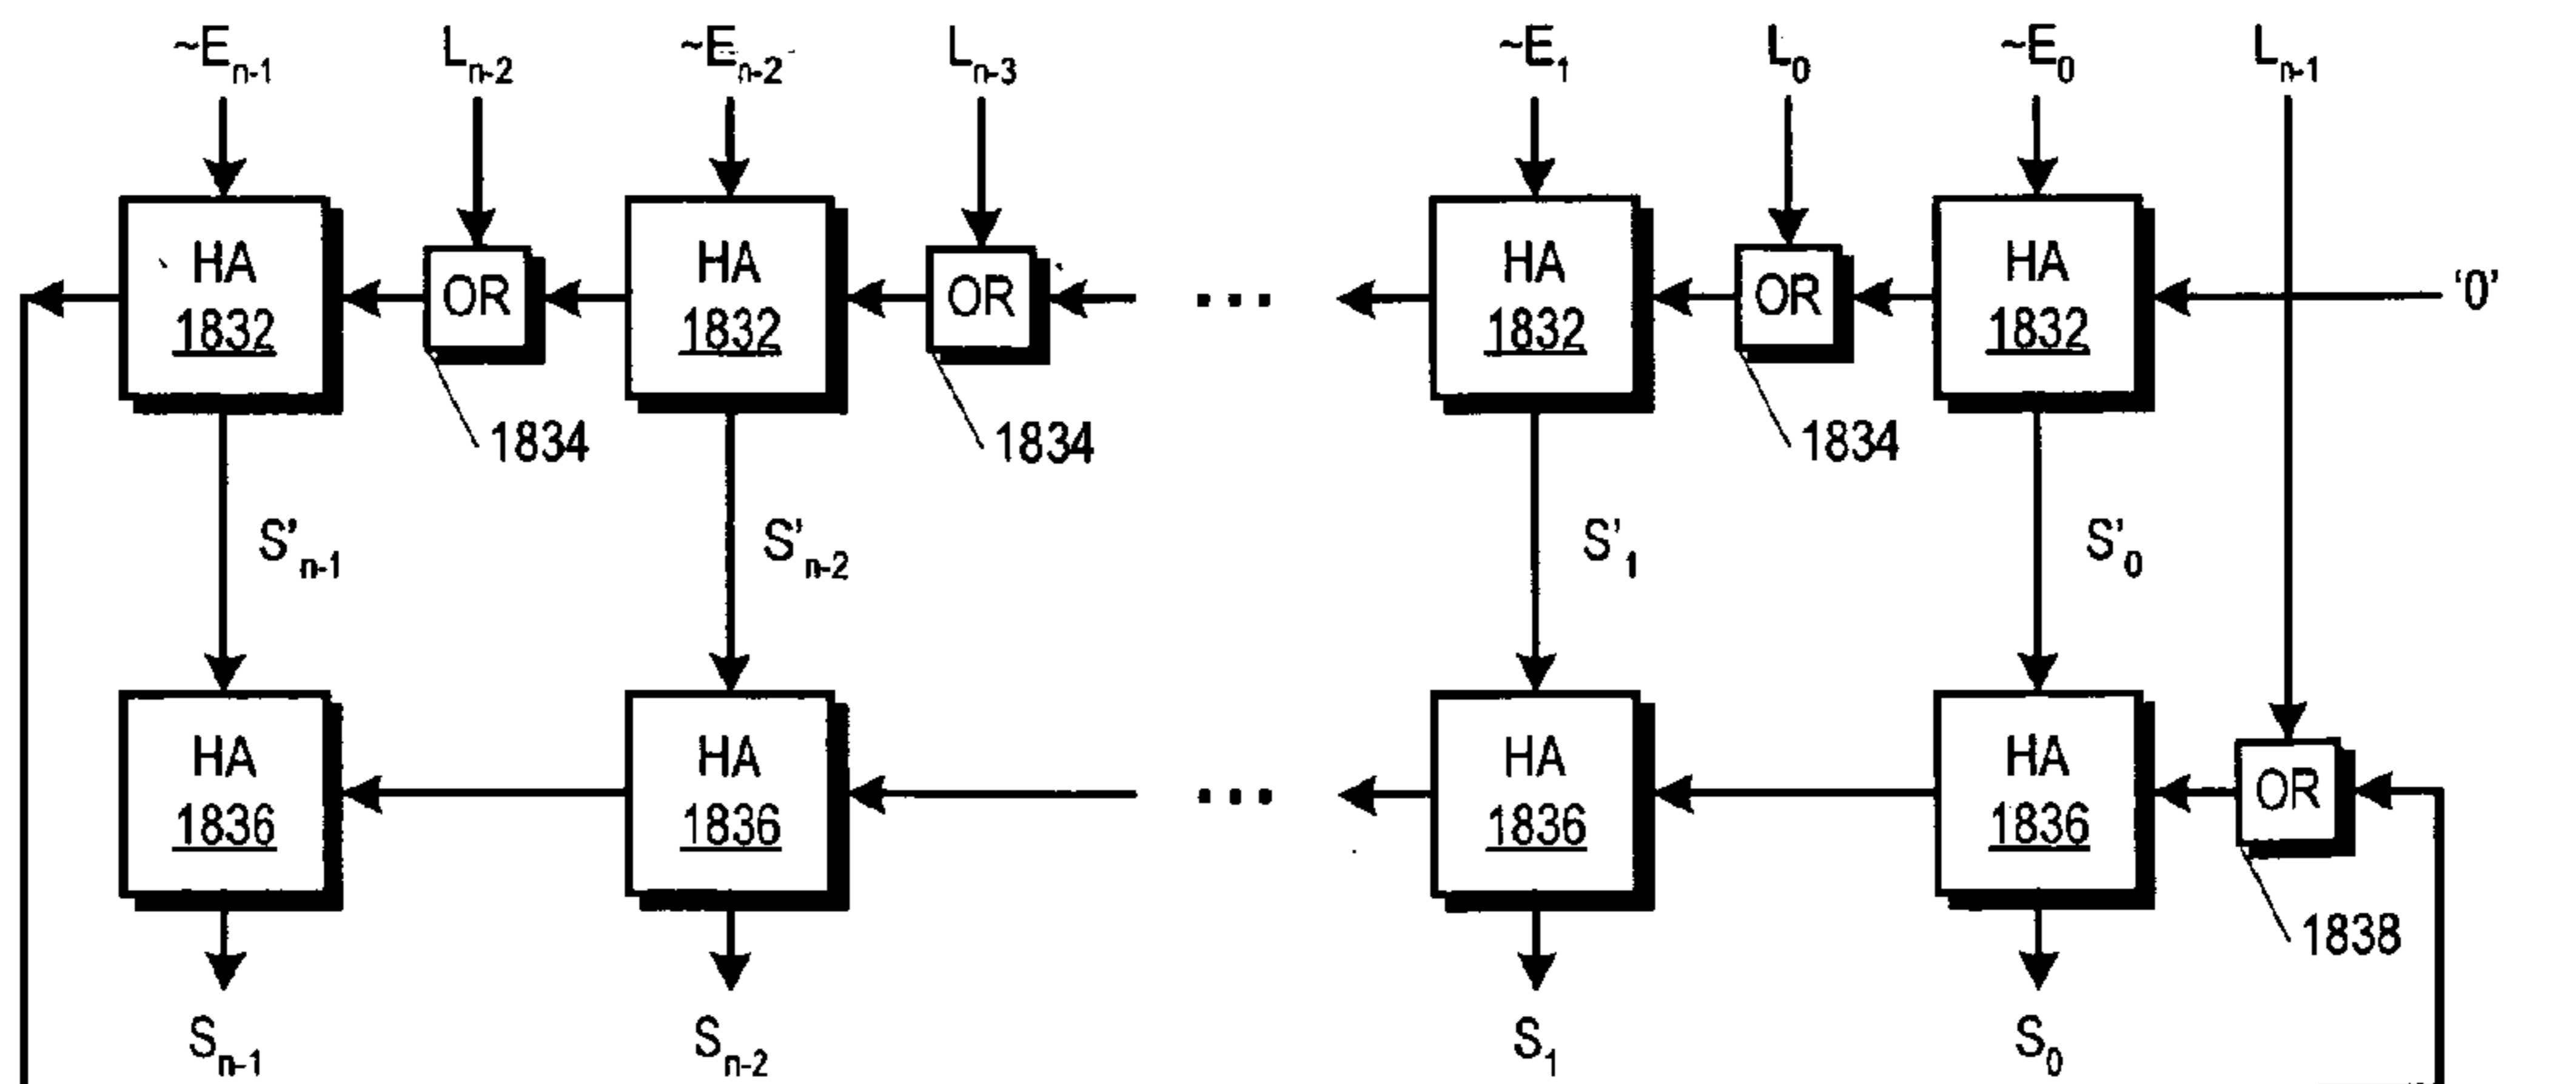 ~E_{n-1} L_{n-2} ~E_{n-2} L_{n-3} ~E_1 L_0 ~E_0 L_{n-1}
HA OR HA OR ... HA OR HA '0'
1832 1832 1832 1832
1834 1834 1834
S'_{n-1} S'_{n-2} S'_1 S'_0
HA HA ... HA HA OR
1836 1836 1836 1836
1838
S_{n-1} S_{n-2} S_1 S_0